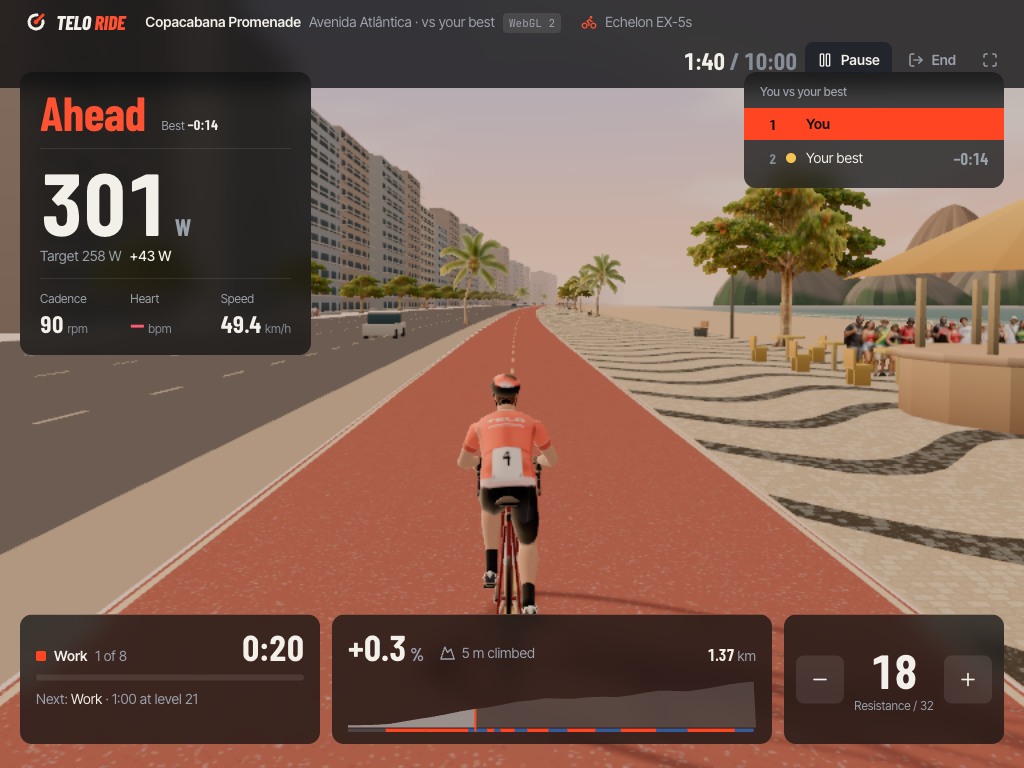 TELO RIDE Copacabana Promenade Avenida Atlântica · vs your best WebGL 2 Echelon EX-5s
1:40 / 10:00 Pause End
Ahead Best −0:14
301 W
Target 258 W +43 W
Cadence Heart Speed
90 rpm — bpm 49.4 km/h
You vs your best
1 You
2 Your best −0:14
TELO
1
Work 1 of 8 0:20
Next: Work · 1:00 at level 21
+0.3 % 5 m climbed 1.37 km
− 18 +
Resistance / 32